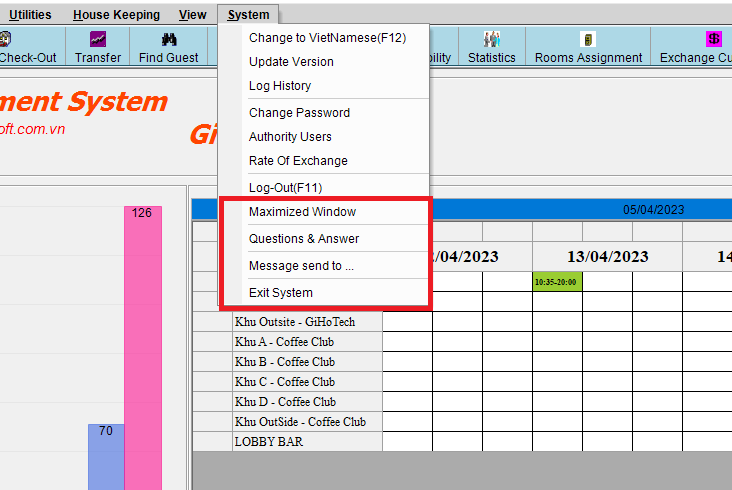 Utilities House Keeping View System
Check-Out Transfer Find Guest Statistics Rooms Assignment
Change to VietNamese(F12)
Update Version
Log History
Change Password
Authority Users
Rate Of Exchange
Log-Out(F11)
Maximized Window
Questions & Answer
Message send to ...
Exit System
ment System
oft.com.vn
Gi
126
70
05/04/2023
/04/2023 13/04/2023 14
10:35-20:00
Khu Outsite - GiHoTech
Khu A - Coffee Club
Khu B - Coffee Club
Khu C - Coffee Club
Khu D - Coffee Club
Khu OutSide - Coffee Club
LOBBY BAR